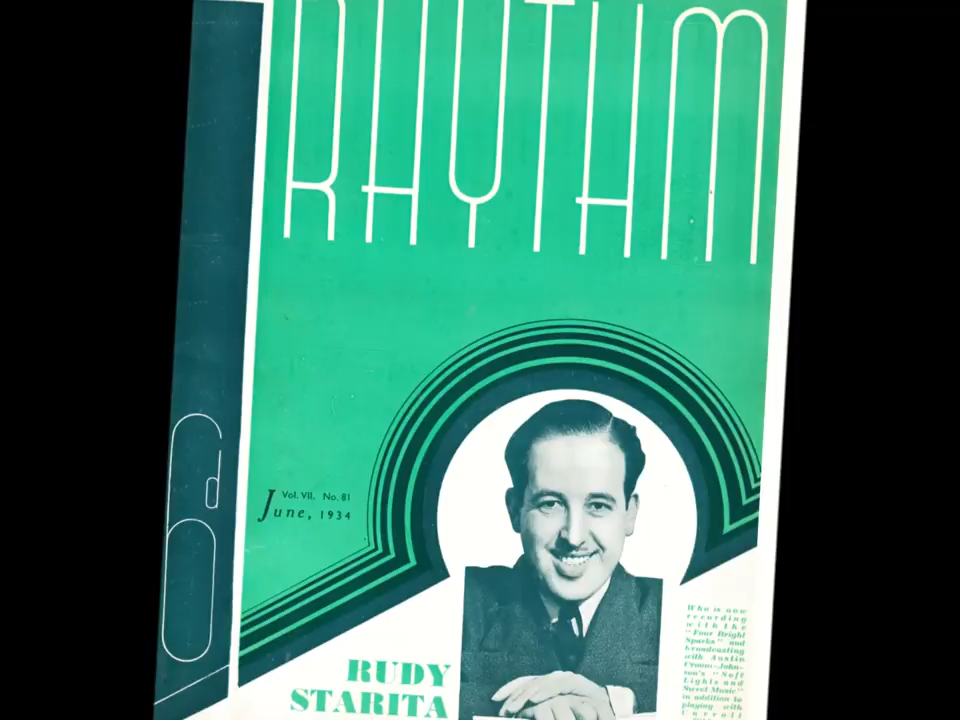 RHYTHM
6d
Vol. VII. No. 81
June, 1934
RUDY
STARITA
Who is now
recording
with the
"Four Bright
Sparks" and
broadcasting
with Austin
Croom-John-
son's "Soft
Lights and
Sweet Music"
in addition to
playing with
Carroll